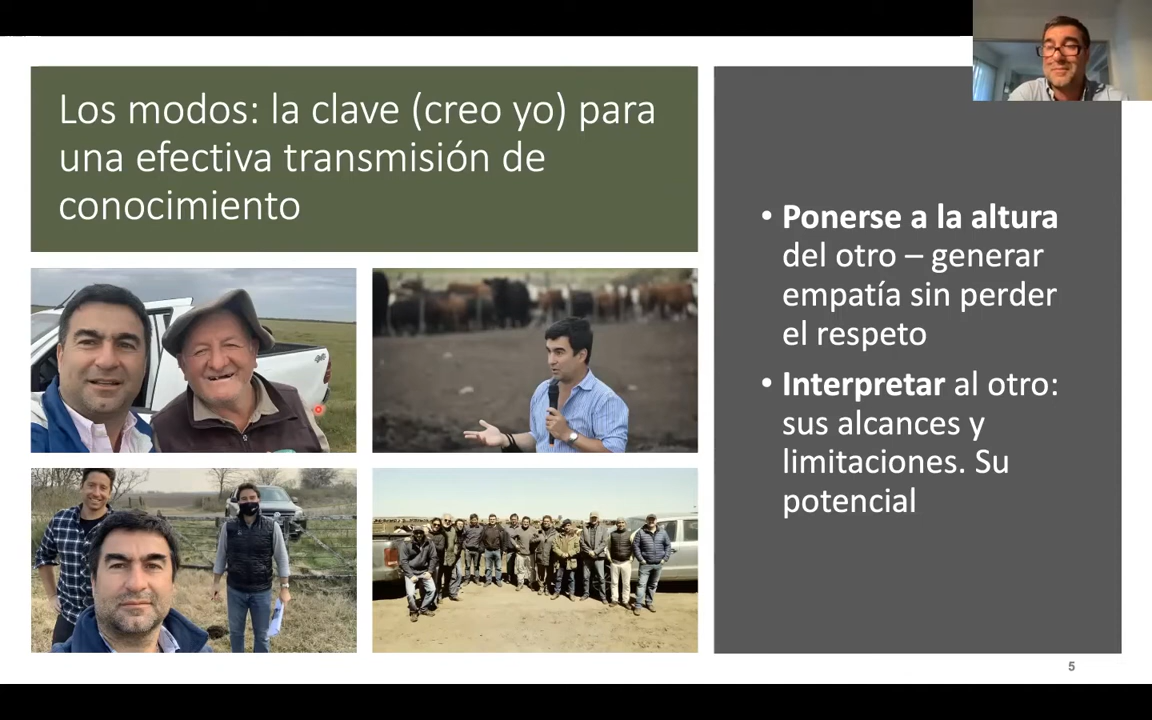 Los modos: la clave (creo yo) para
una efectiva transmisión de
conocimiento
• Ponerse a la altura
del otro – generar
empatía sin perder
el respeto
• Interpretar al otro:
sus alcances y
limitaciones. Su
potencial
5